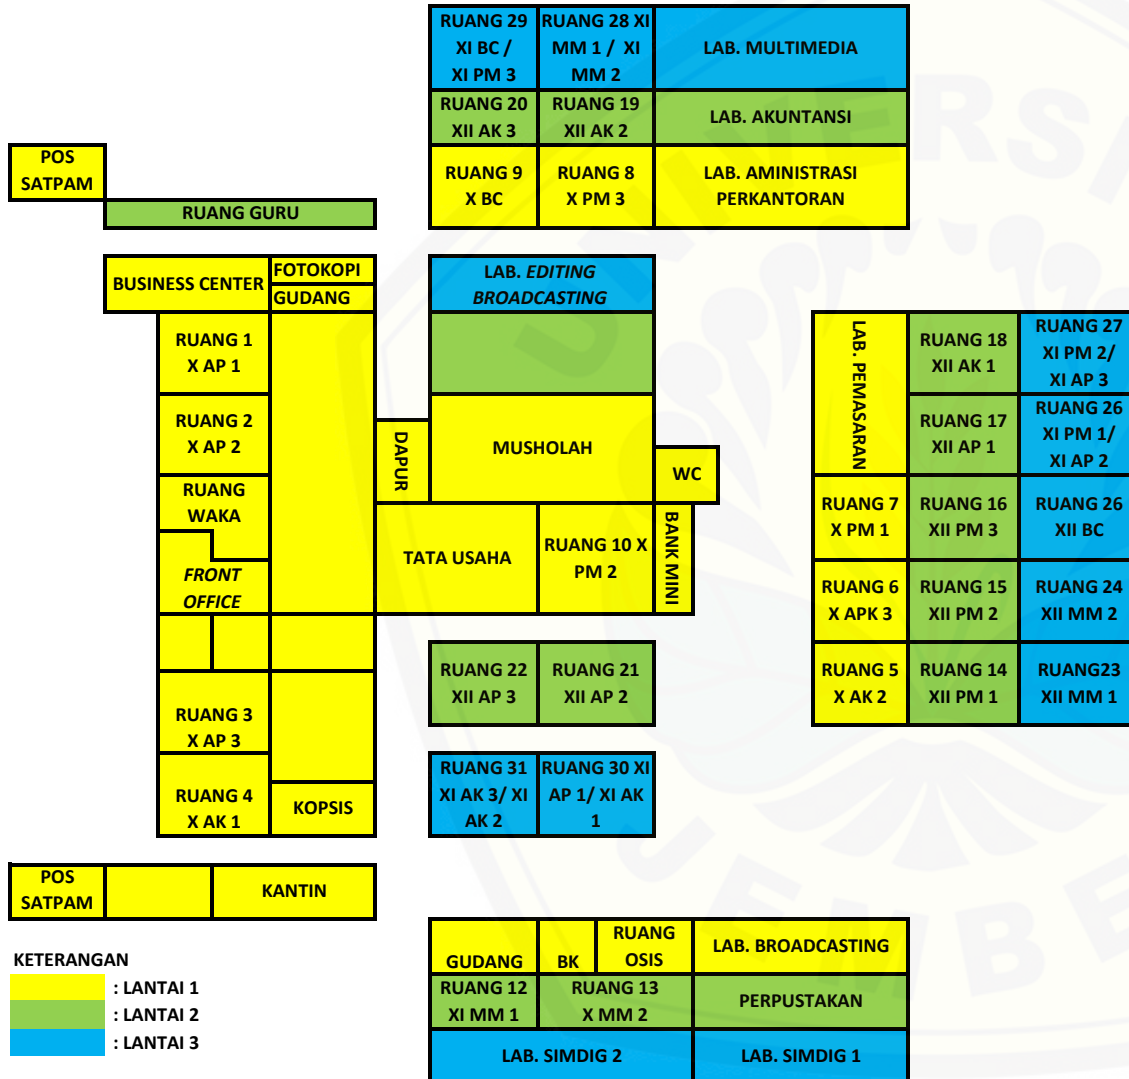 RUANG 29
XI BC /
XI PM 3
RUANG 28 XI
MM 1 / XI
MM 2
LAB. MULTIMEDIA
RUANG 20
XII AK 3
RUANG 19
XII AK 2
LAB. AKUNTANSI
RUANG 9
X BC
RUANG 8
X PM 3
LAB. AMINISTRASI
PERKANTORAN
POS
SATPAM
RUANG GURU
BUSINESS CENTER
FOTOKOPI
GUDANG
RUANG 1
X AP 1
RUANG 2
X AP 2
RUANG
WAKA
FRONT
OFFICE
RUANG 3
X AP 3
RUANG 4
X AK 1
KOPSIS
LAB. EDITING
BROADCASTING
DAPUR
MUSHOLAH
WC
TATA USAHA
RUANG 10 X
PM 2
BANK MINI
RUANG 22
XII AP 3
RUANG 21
XII AP 2
RUANG 31
XI AK 3/ XI
AK 2
RUANG 30 XI
AP 1/ XI AK
1
LAB. PEMASARAN
RUANG 18
XII AK 1
RUANG 27
XI PM 2/
XI AP 3
RUANG 17
XII AP 1
RUANG 26
XI PM 1/
XI AP 2
RUANG 7
X PM 1
RUANG 16
XII PM 3
RUANG 26
XII BC
RUANG 6
X APK 3
RUANG 15
XII PM 2
RUANG 24
XII MM 2
RUANG 5
X AK 2
RUANG 14
XII PM 1
RUANG23
XII MM 1
POS
SATPAM
KANTIN
GUDANG
BK
RUANG
OSIS
LAB. BROADCASTING
RUANG 12
XI MM 1
RUANG 13
X MM 2
PERPUSTAKAN
LAB. SIMDIG 2
LAB. SIMDIG 1
KETERANGAN
: LANTAI 1
: LANTAI 2
: LANTAI 3
UNIVERSI
JEMBE